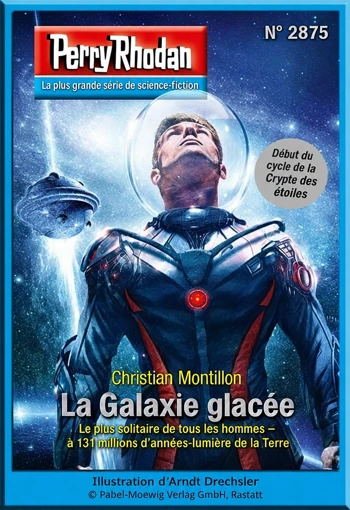 Perry Rhodan
La plus grande série de science-fiction
N° 2875
Début du
cycle de la
Crypte des
étoiles
Christian Montillon
La Galaxie glacée
Le plus solitaire de tous les hommes –
à 131 millions d'années-lumière de la Terre
Illustration d'Arndt Drechsler
© Pabel-Moewig Verlag GmbH, Rastatt